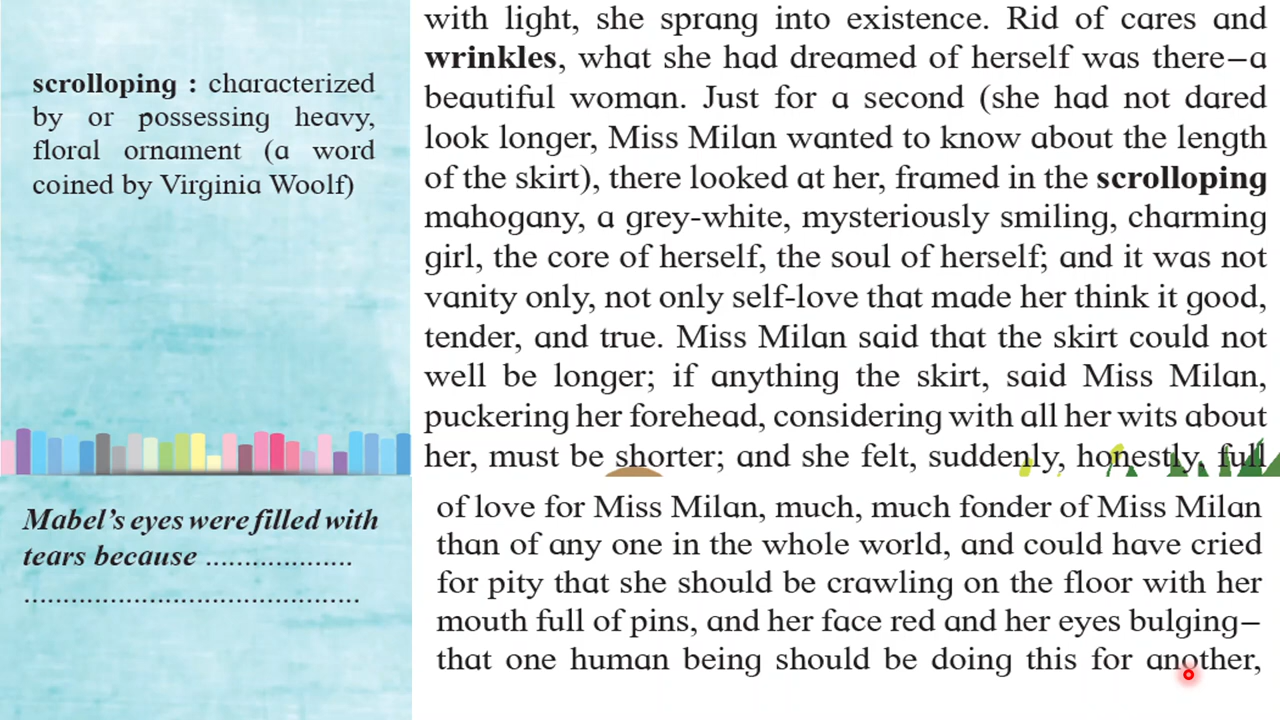 scrolloping : characterized
by or possessing heavy,
floral ornament (a word
coined by Virginia Woolf)
Mabel's eyes were filled with
tears because ...................
...........................................
with light, she sprang into existence. Rid of cares and
wrinkles, what she had dreamed of herself was there–a
beautiful woman. Just for a second (she had not dared
look longer, Miss Milan wanted to know about the length
of the skirt), there looked at her, framed in the scrolloping
mahogany, a grey-white, mysteriously smiling, charming
girl, the core of herself, the soul of herself; and it was not
vanity only, not only self-love that made her think it good,
tender, and true. Miss Milan said that the skirt could not
well be longer; if anything the skirt, said Miss Milan,
puckering her forehead, considering with all her wits about
her, must be shorter; and she felt, suddenly, honestly, full
of love for Miss Milan, much, much fonder of Miss Milan
than of any one in the whole world, and could have cried
for pity that she should be crawling on the floor with her
mouth full of pins, and her face red and her eyes bulging–
that one human being should be doing this for another,